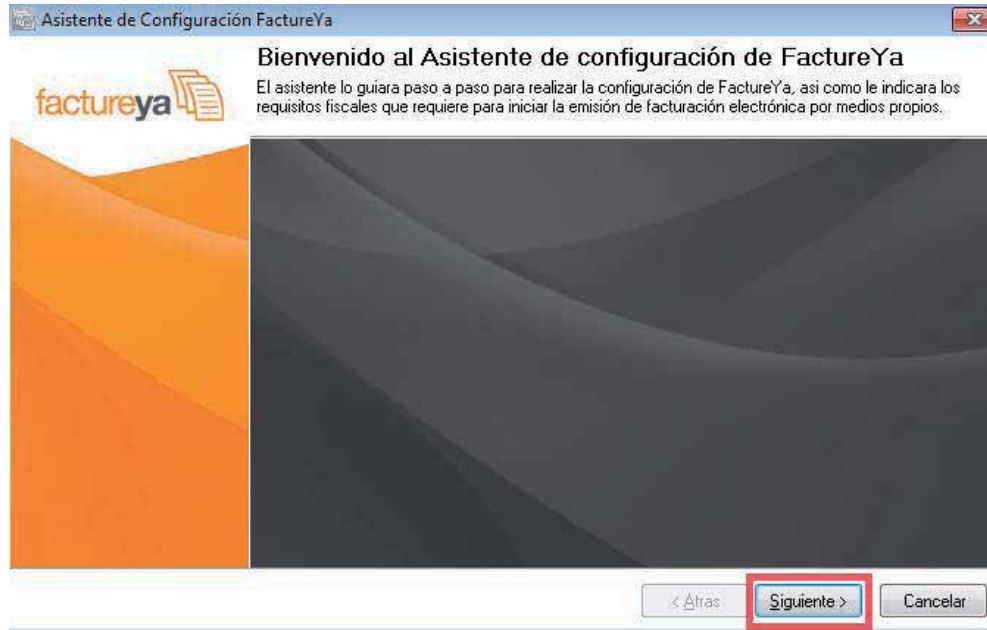 Asistente de Configuración FactureYa
Bienvenido al Asistente de configuración de FactureYa
El asistente lo guiara paso a paso para realizar la configuración de FactureYa, asi como le indicara los
requisitos fiscales que requiere para iniciar la emisión de facturación electrónica por medios propios.
factureya
< Atras
Siguiente >
Cancelar